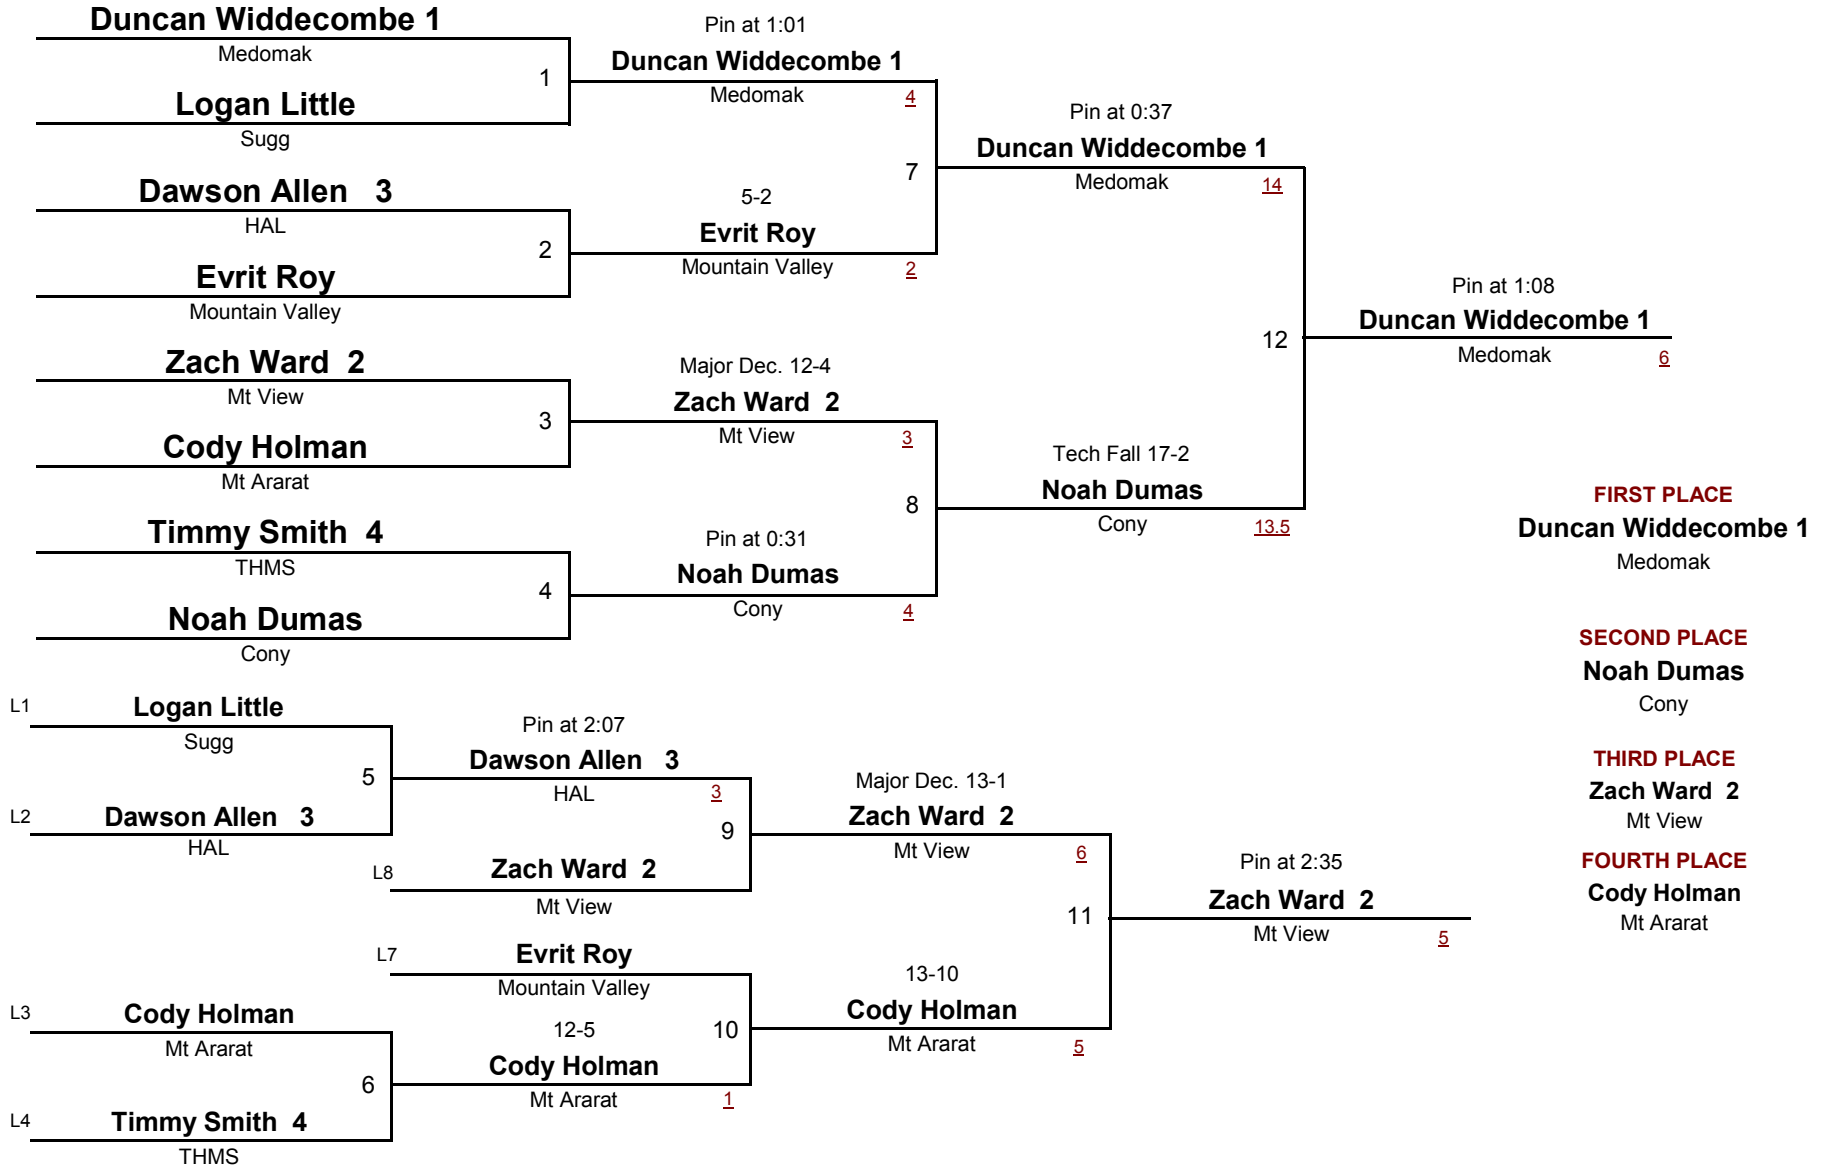 Duncan Widdecombe 1
Medomak
1
Logan Little
Sugg
Dawson Allen 3
HAL
2
Evrit Roy
Mountain Valley
Zach Ward 2
Mt View
3
Cody Holman
Mt Ararat
Timmy Smith 4
THMS
4
Noah Dumas
Cony
Pin at 1:01
Duncan Widdecombe 1
Medomak 4
7
5-2
Evrit Roy
Mountain Valley 2
Major Dec. 12-4
Zach Ward 2
Mt View 3
8
Pin at 0:31
Noah Dumas
Cony 4
Pin at 0:37
Duncan Widdecombe 1
Medomak 14
12
Tech Fall 17-2
Noah Dumas
Cony 13.5
Pin at 1:08
Duncan Widdecombe 1
Medomak 6
FIRST PLACE
Duncan Widdecombe 1
Medomak
SECOND PLACE
Noah Dumas
Cony
THIRD PLACE
Zach Ward 2
Mt View
FOURTH PLACE
Cody Holman
Mt Ararat
L1 Logan Little
Sugg
5
L2 Dawson Allen 3
HAL
Pin at 2:07
Dawson Allen 3
HAL 3
9
L8 Zach Ward 2
Mt View
L7 Evrit Roy
Mountain Valley
10
L3 Cody Holman
Mt Ararat
6
L4 Timmy Smith 4
THMS
12-5
Cody Holman
Mt Ararat 1
Major Dec. 13-1
Zach Ward 2
Mt View 6
11
13-10
Cody Holman
Mt Ararat 5
Pin at 2:35
Zach Ward 2
Mt View 5